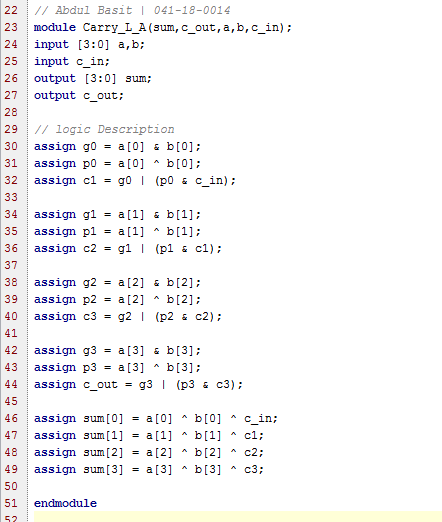 22 // Abdul Basit | 041-18-0014
23 module Carry_L_A(sum,c_out,a,b,c_in);
24 input [3:0] a,b;
25 input c_in;
26 output [3:0] sum;
27 output c_out;
28
29 // logic Description
30 assign g0 = a[0] & b[0];
31 assign p0 = a[0] ^ b[0];
32 assign c1 = g0 | (p0 & c_in);
33
34 assign g1 = a[1] & b[1];
35 assign p1 = a[1] ^ b[1];
36 assign c2 = g1 | (p1 & c1);
37
38 assign g2 = a[2] & b[2];
39 assign p2 = a[2] ^ b[2];
40 assign c3 = g2 | (p2 & c2);
41
42 assign g3 = a[3] & b[3];
43 assign p3 = a[3] ^ b[3];
44 assign c_out = g3 | (p3 & c3);
45
46 assign sum[0] = a[0] ^ b[0] ^ c_in;
47 assign sum[1] = a[1] ^ b[1] ^ c1;
48 assign sum[2] = a[2] ^ b[2] ^ c2;
49 assign sum[3] = a[3] ^ b[3] ^ c3;
50
51 endmodule
52